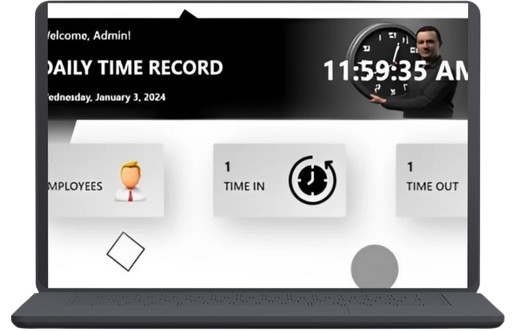 Welcome, Admin!
DAILY TIME RECORD
11:59:35 AM
Wednesday, January 3, 2024
MPLOYEES
1
TIME IN
1
TIME OUT